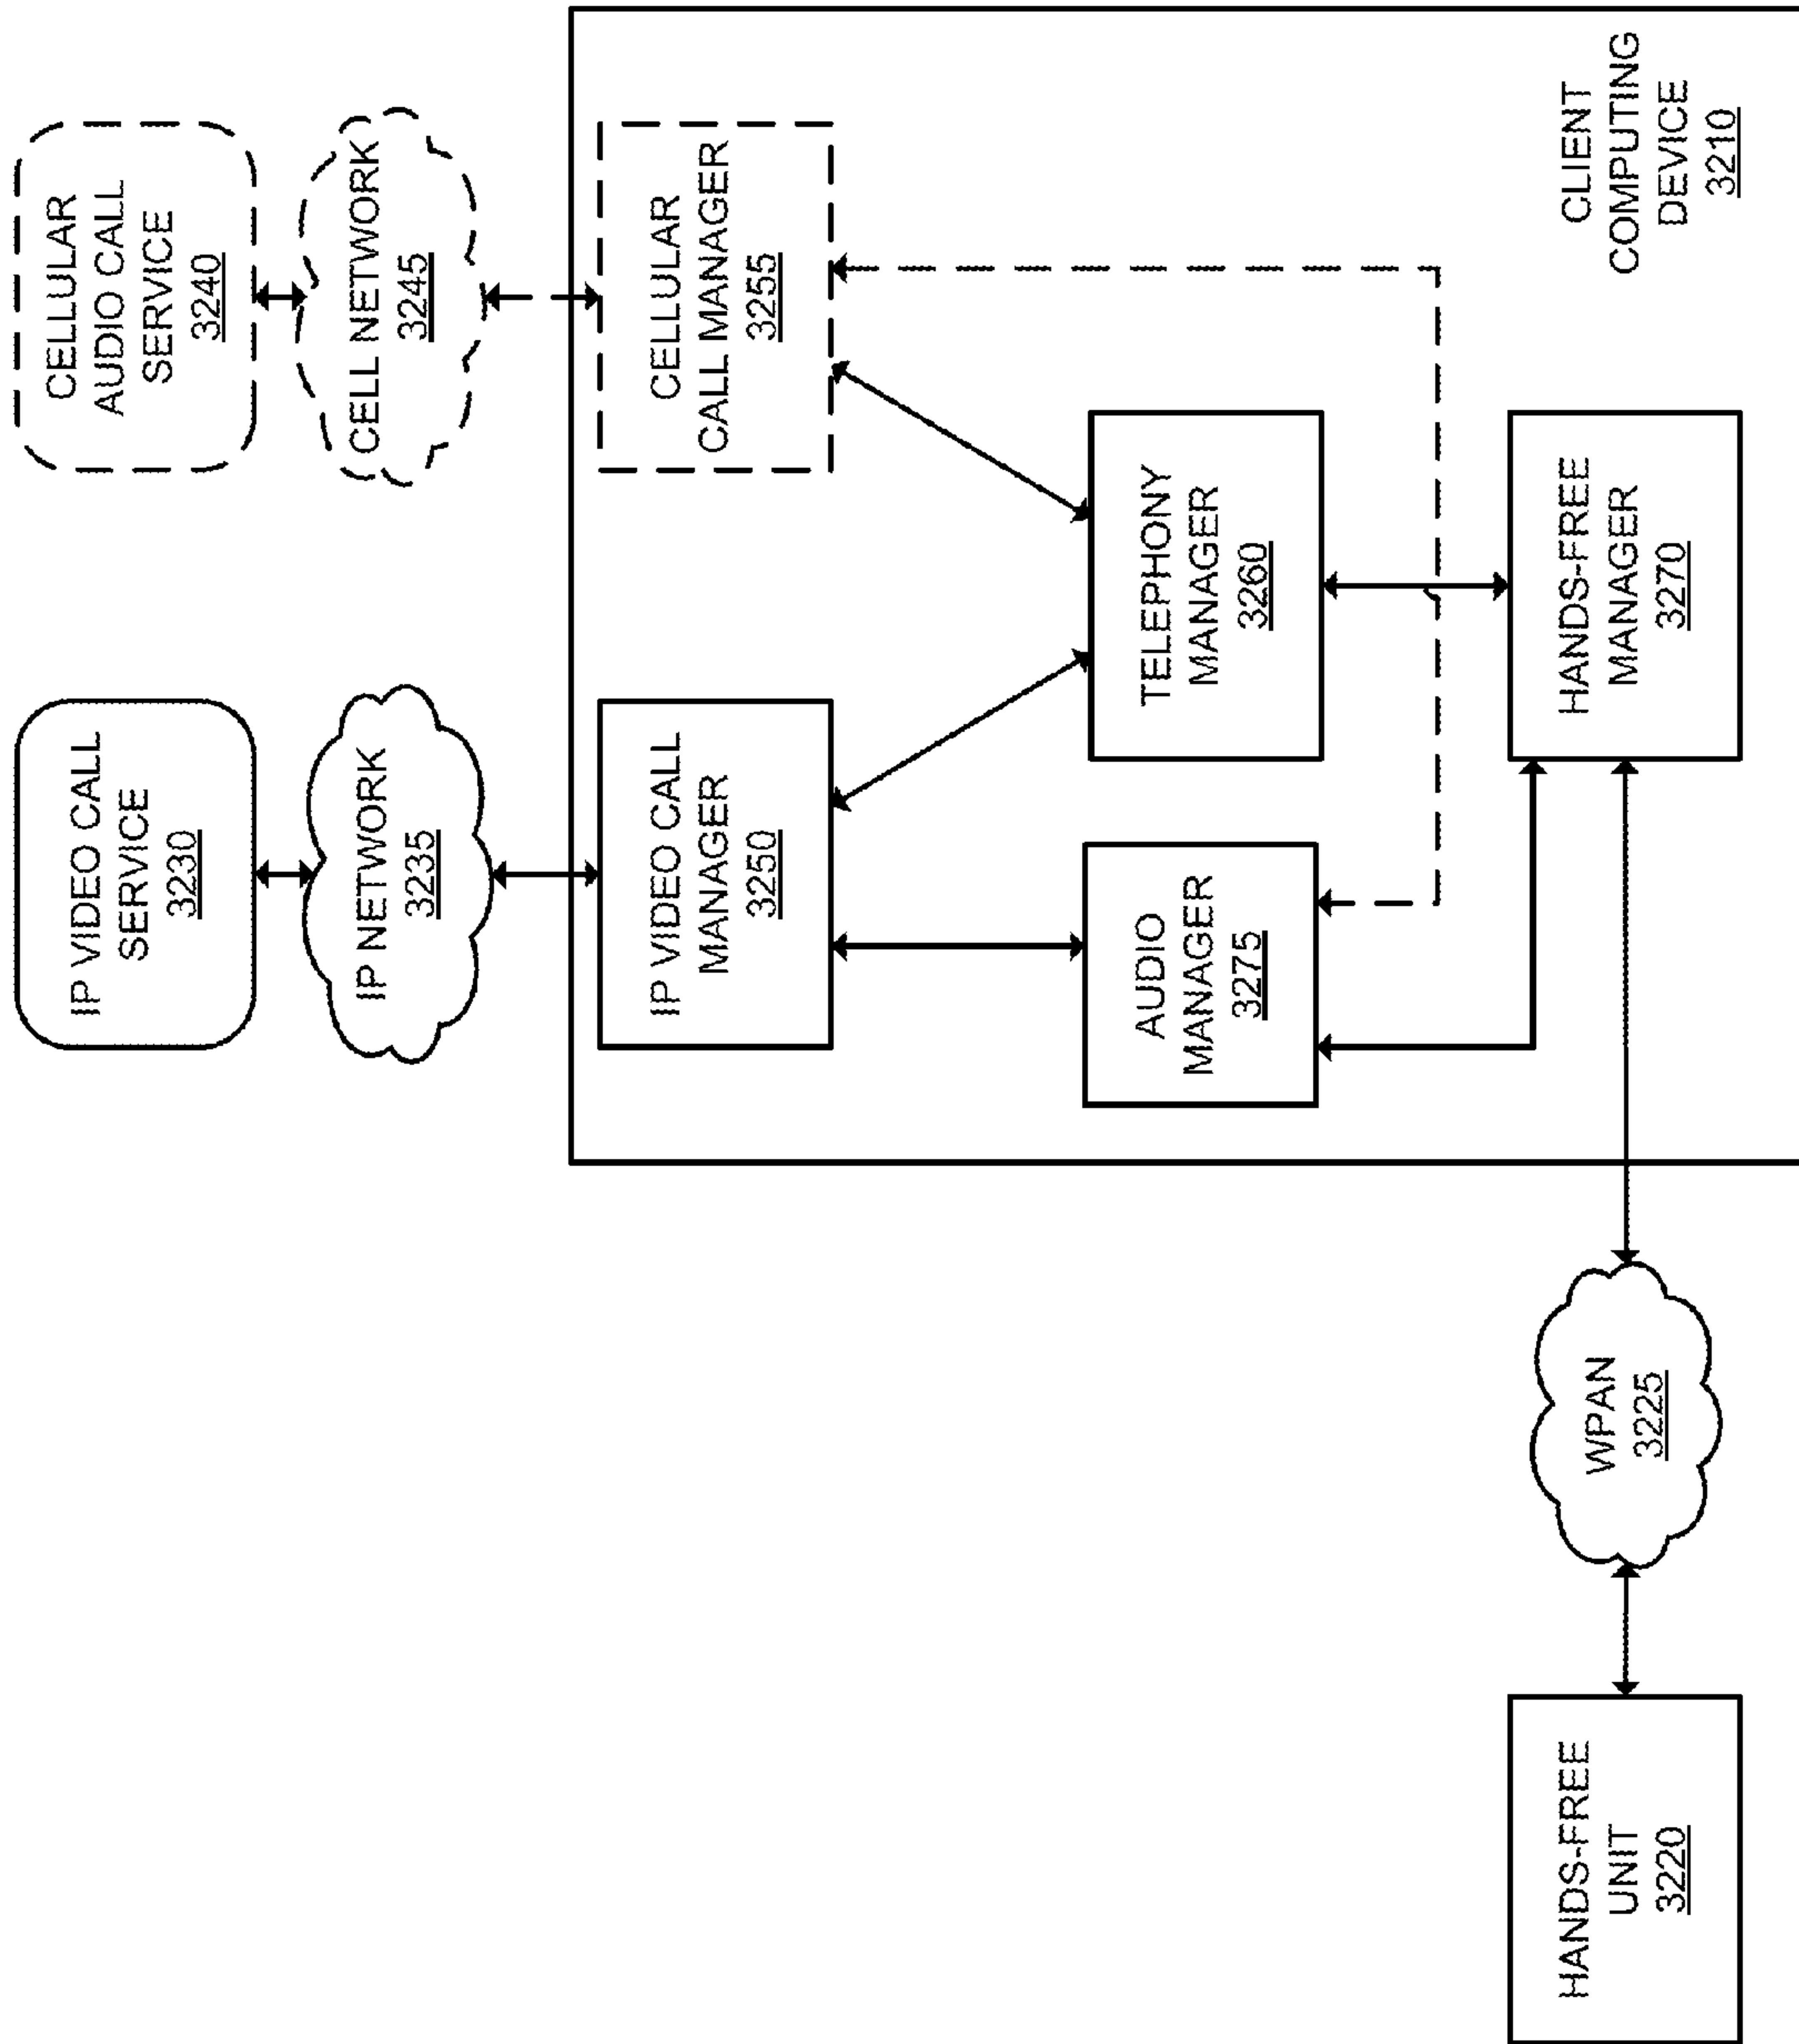 IP VIDEO CALL
SERVICE
3230
CELLULAR
AUDIO CALL
SERVICE
3240
IP NETWORK
3235
CELL NETWORK
3245
IP VIDEO CALL
MANAGER
3250
CELLULAR
CALL MANAGER
3255
AUDIO
MANAGER
3275
TELEPHONY
MANAGER
3260
HANDS-FREE
UNIT
3220
WPAN
3225
HANDS-FREE
MANAGER
3270
CLIENT
COMPUTING
DEVICE
3210